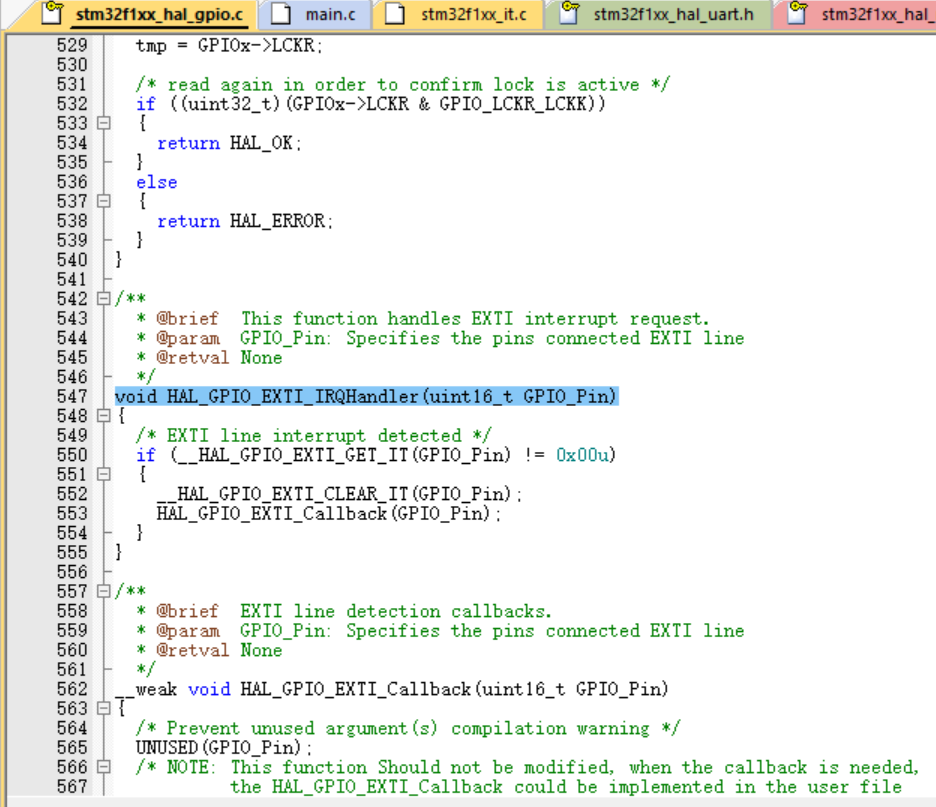 stm32f1xx_hal_gpio.c main.c stm32f1xx_it.c stm32f1xx_hal_uart.h stm32f1xx_hal_
529 tmp = GPIOx->LCKR;
530
531 /* read again in order to confirm lock is active */
532 if ((uint32_t)(GPIOx->LCKR & GPIO_LCKR_LCKK))
533 {
534 return HAL_OK;
535 }
536 else
537 {
538 return HAL_ERROR;
539 }
540 }
541
542 /**
543 * @brief This function handles EXTI interrupt request.
544 * @param GPIO_Pin: Specifies the pins connected EXTI line
545 * @retval None
546 */
547 void HAL_GPIO_EXTI_IRQHandler(uint16_t GPIO_Pin)
548 {
549 /* EXTI line interrupt detected */
550 if (__HAL_GPIO_EXTI_GET_IT(GPIO_Pin) != 0x00u)
551 {
552 __HAL_GPIO_EXTI_CLEAR_IT(GPIO_Pin);
553 HAL_GPIO_EXTI_Callback(GPIO_Pin);
554 }
555 }
556
557 /**
558 * @brief EXTI line detection callbacks.
559 * @param GPIO_Pin: Specifies the pins connected EXTI line
560 * @retval None
561 */
562 __weak void HAL_GPIO_EXTI_Callback(uint16_t GPIO_Pin)
563 {
564 /* Prevent unused argument(s) compilation warning */
565 UNUSED(GPIO_Pin);
566 /* NOTE: This function Should not be modified, when the callback is needed,
567 the HAL_GPIO_EXTI_Callback could be implemented in the user file